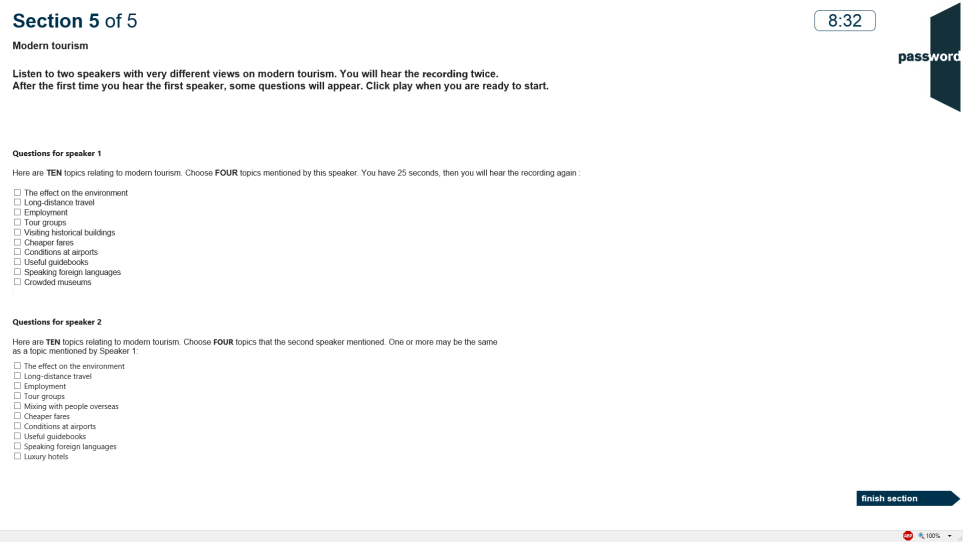 Section 5 of 5
8:32
Modern tourism
password
Listen to two speakers with very different views on modern tourism. You will hear the recording twice.
After the first time you hear the first speaker, some questions will appear. Click play when you are ready to start.
Questions for speaker 1
Here are TEN topics relating to modern tourism. Choose FOUR topics mentioned by this speaker. You have 25 seconds, then you will hear the recording again :
The effect on the environment
Long-distance travel
Employment
Tour groups
Visiting historical buildings
Cheaper fares
Conditions at airports
Useful guidebooks
Speaking foreign languages
Crowded museums
Questions for speaker 2
Here are TEN topics relating to modern tourism. Choose FOUR topics that the second speaker mentioned. One or more may be the same
as a topic mentioned by Speaker 1:
The effect on the environment
Long-distance travel
Employment
Tour groups
Mixing with people overseas
Cheaper fares
Conditions at airports
Useful guidebooks
Speaking foreign languages
Luxury hotels
finish section
ABP 100%